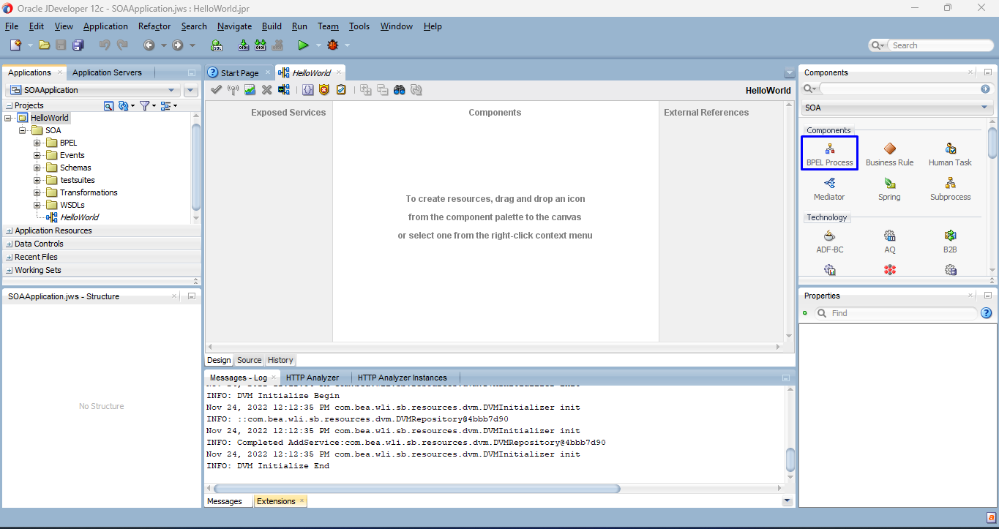 Oracle JDeveloper 12c - SOAApplication.jws : HelloWorld.jpr
File Edit View Application Refactor Search Navigate Build Run Team Tools Window Help
Search
Applications Application Servers
SOAApplication
Projects
HelloWorld
SOA
BPEL
Events
Schemas
testsuites
Transformations
WSDLs
HelloWorld
Application Resources
Data Controls
Recent Files
Working Sets
SOAApplication.jws - Structure
No Structure
Start Page HelloWorld
HelloWorld
Exposed Services Components External References
To create resources, drag and drop an icon
from the component palette to the canvas
or select one from the right-click context menu
Design Source History
Messages - Log HTTP Analyzer HTTP Analyzer Instances
INFO: DVM Initialize Begin
Nov 24, 2022 12:12:35 PM com.bea.wli.sb.resources.dvm.DVMInitializer init
INFO: ::com.bea.wli.sb.resources.dvm.DVMRepository@4bbb7d90
Nov 24, 2022 12:12:35 PM com.bea.wli.sb.resources.dvm.DVMInitializer init
INFO: Completed AddService:com.bea.wli.sb.resources.dvm.DVMRepository@4bbb7d90
Nov 24, 2022 12:12:35 PM com.bea.wli.sb.resources.dvm.DVMInitializer init
INFO: DVM Initialize End
Messages Extensions
Components
SOA
Components
BPEL Process Business Rule Human Task
Mediator Spring Subprocess
Technology
ADF-BC AQ B2B
Properties
Find